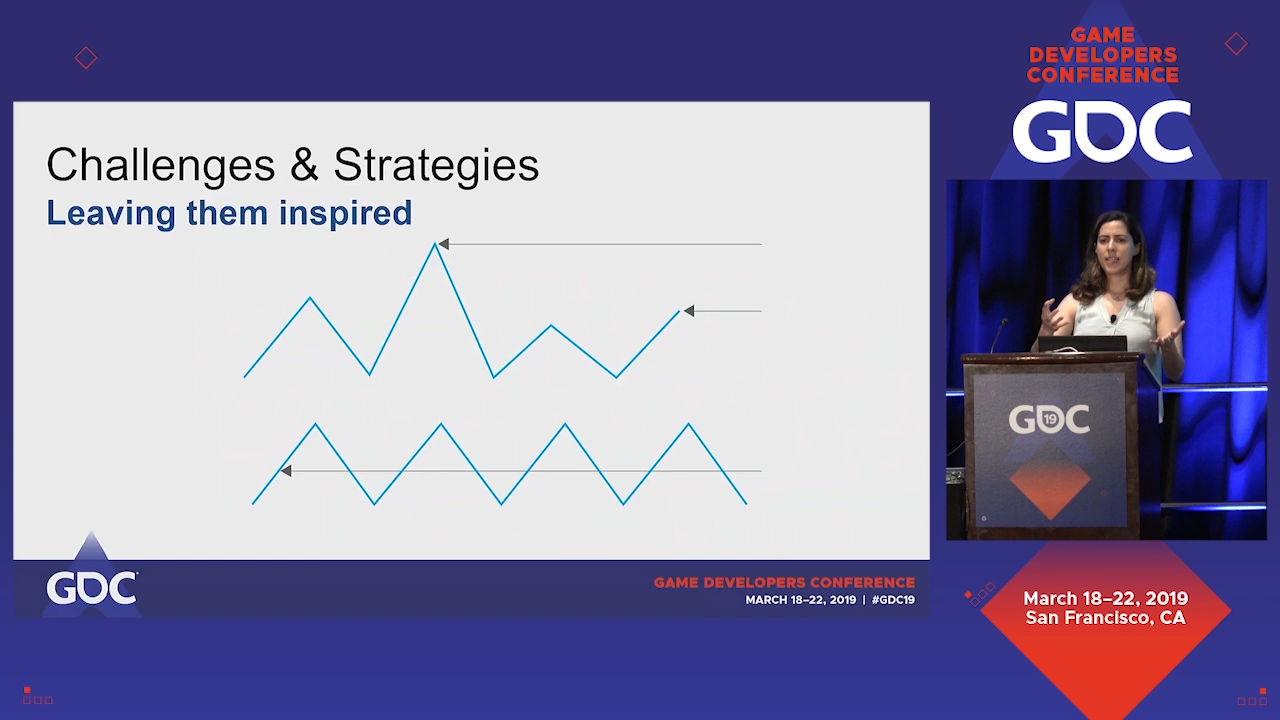 GAME
DEVELOPERS
CONFERENCE
GDC
Challenges & Strategies
Leaving them inspired
GDC
19
GDC
GAME DEVELOPERS CONFERENCE
MARCH 18–22, 2019 | #GDC19
March 18–22, 2019
San Francisco, CA